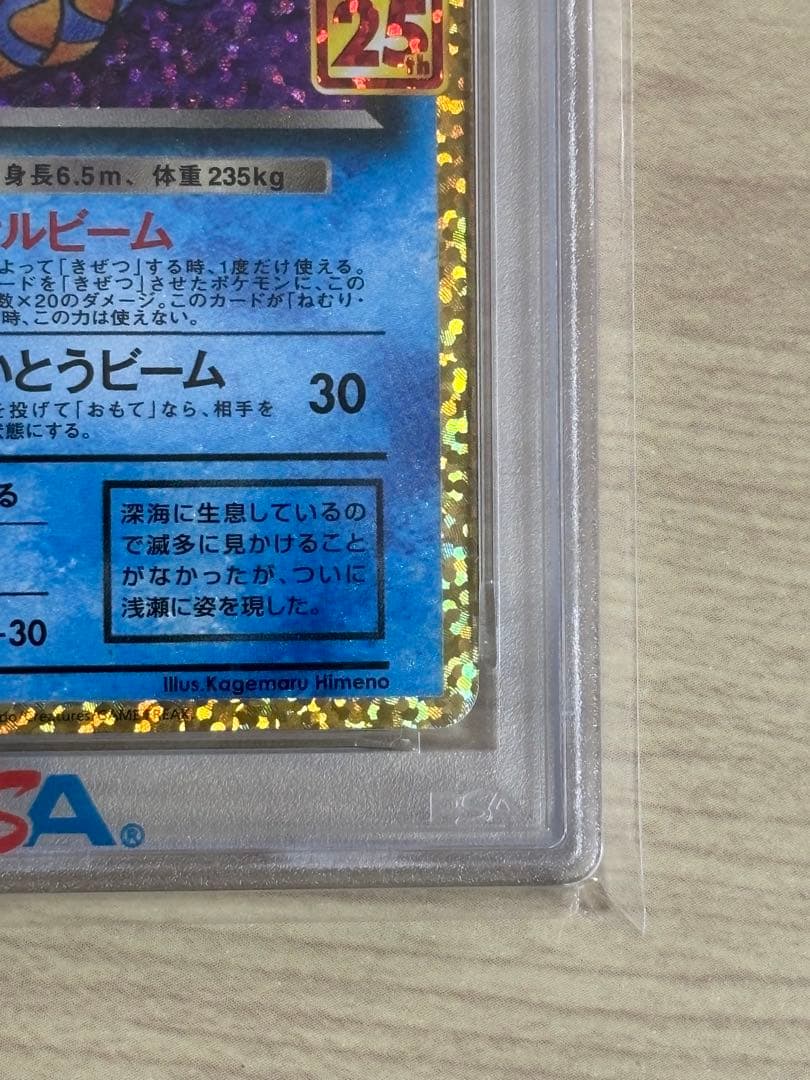 25th
身長6.5m、体重235kg
ルビーム
よって「きぜつ」する時、1度だけ使える。
ードを「きぜつ」させたポケモンに、この
数×20のダメージ。このカードが「ねむり・
時、この力は使えない。
いとうビーム 30
を投げて「おもて」なら、相手を
状態にする。
る
深海に生息しているの
で滅多に見かけること
がなかったが、ついに
浅瀬に姿を現した。
-30
Illus.Kagemaru Himeno
do/Creatures/GAME FREAK.
SA®
PSA